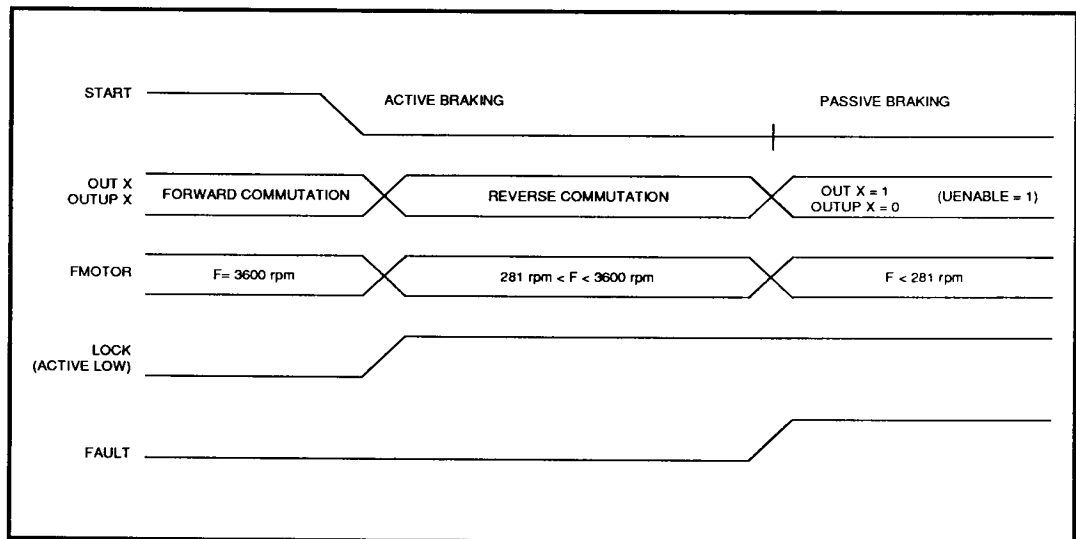 START
ACTIVE BRAKING
PASSIVE BRAKING
OUT X
OUTUP X
FORWARD COMMUTATION
REVERSE COMMUTATION
OUT X = 1
OUTUP X = 0
(UENABLE = 1)
FMOTOR
F= 3600 rpm
281 rpm < F < 3600 rpm
F < 281 rpm
LOCK
(ACTIVE LOW)
FAULT